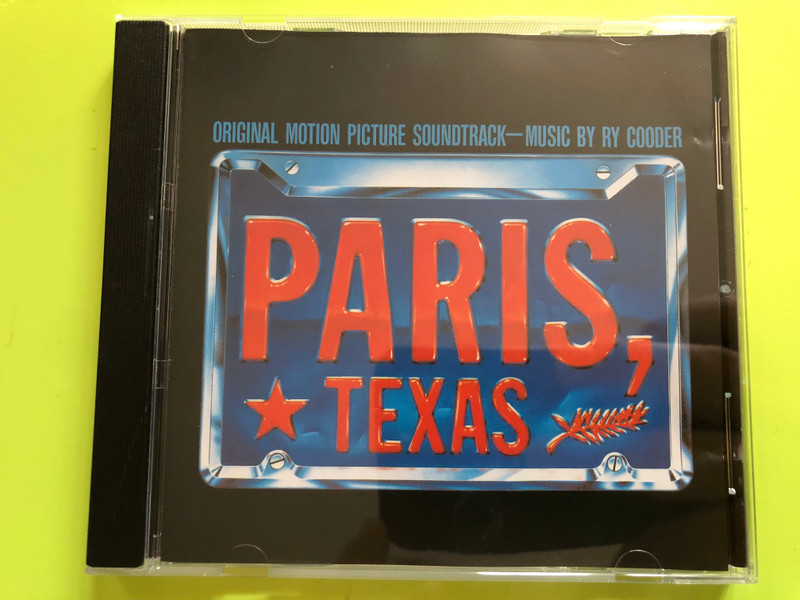 ORIGINAL MOTION PICTURE SOUNDTRACK—MUSIC BY RY COODER
PARIS,
TEXAS